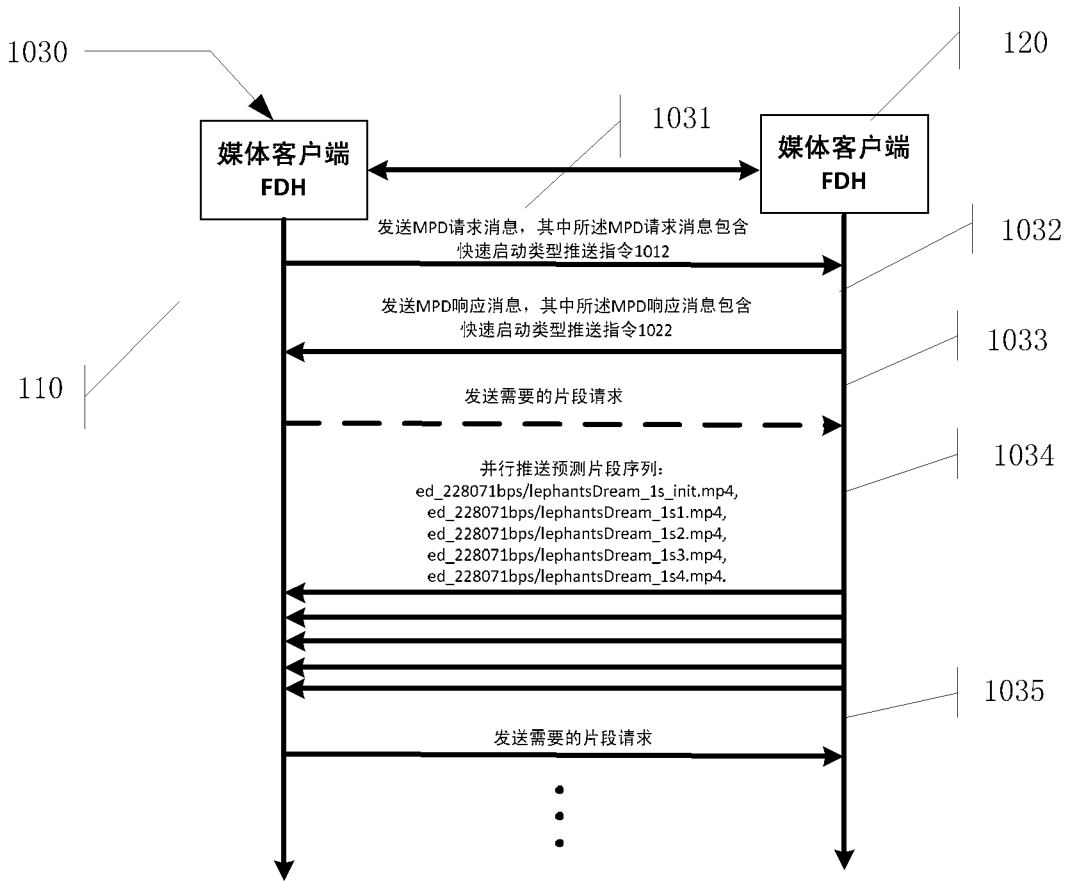 1030
120
1031
媒体客户端
FDH
媒体客户端
FDH
发送MPD请求消息，其中所述MPD请求消息包含
快速启动类型推送指令1012
1032
发送MPD响应消息，其中所述MPD响应消息包含
快速启动类型推送指令1022
1033
110
发送需要的片段请求
1034
并行推送预测片段序列：
ed_228071bps/lephantsDream_1s_init.mp4,
ed_228071bps/lephantsDream_1s1.mp4,
ed_228071bps/lephantsDream_1s2.mp4,
ed_228071bps/lephantsDream_1s3.mp4,
ed_228071bps/lephantsDream_1s4.mp4.
1035
发送需要的片段请求